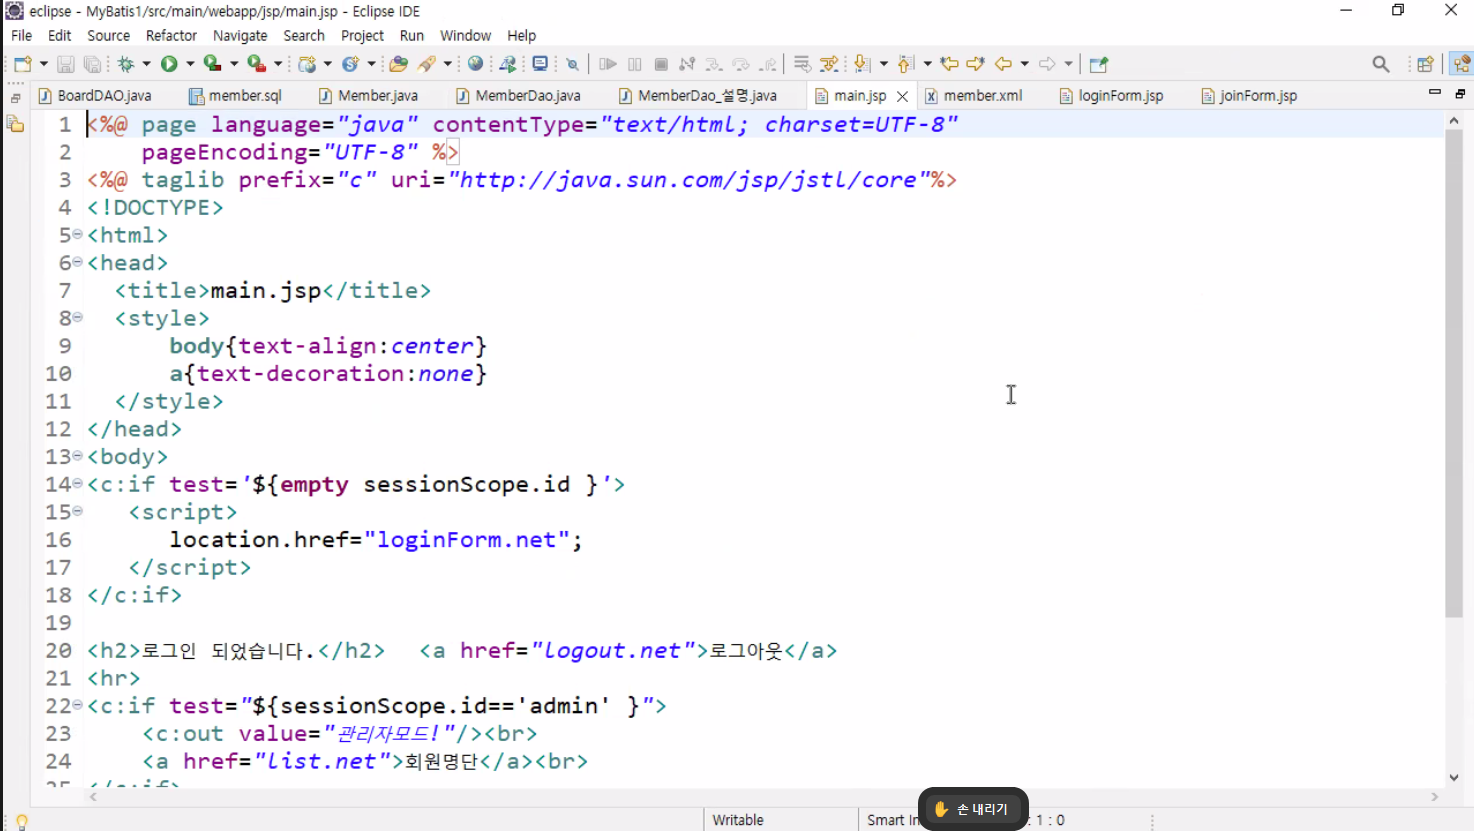 eclipse - MyBatis1/src/main/webapp/jsp/main.jsp - Eclipse IDE
File Edit Source Refactor Navigate Search Project Run Window Help
BoardDAO.java member.sql Member.java MemberDao.java MemberDao_설명.java main.jsp member.xml loginForm.jsp joinForm.jsp
1 <%@ page language="java" contentType="text/html; charset=UTF-8"
2     pageEncoding="UTF-8" %>
3 <%@ taglib prefix="c" uri="http://java.sun.com/jsp/jstl/core"%>
4 <!DOCTYPE>
5 <html>
6 <head>
7   <title>main.jsp</title>
8   <style>
9       body{text-align:center}
10       a{text-decoration:none}
11   </style>
12 </head>
13 <body>
14 <c:if test='${empty sessionScope.id }'>
15    <script>
16       location.href="loginForm.net";
17    </script>
18 </c:if>
19
20 <h2>로그인 되었습니다.</h2>   <a href="logout.net">로그아웃</a>
21 <hr>
22 <c:if test="${sessionScope.id=='admin' }">
23     <c:out value="관리자모드!"/><br>
24     <a href="list.net">회원명단</a><br>
25 </c:if>
Writable Smart In : 1 : 0
손 내리기